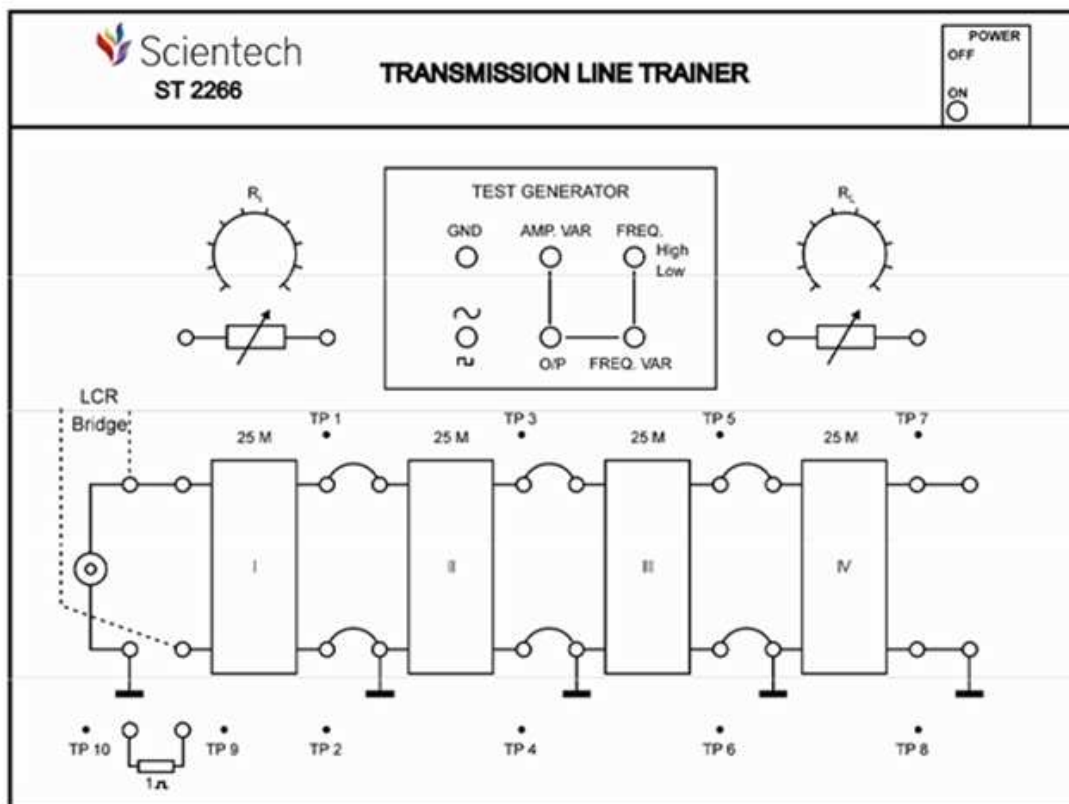 Scientech
ST 2266
TRANSMISSION LINE TRAINER
POWER
OFF
ON
TEST GENERATOR
GND AMP. VAR FREQ.
High
Low
O/P FREQ. VAR
LCR
Bridge
TP 1 TP 3 TP 5 TP 7
25 M 25 M 25 M 25 M
I II III IV
TP 10 TP 9 TP 2 TP 4 TP 6 TP 8